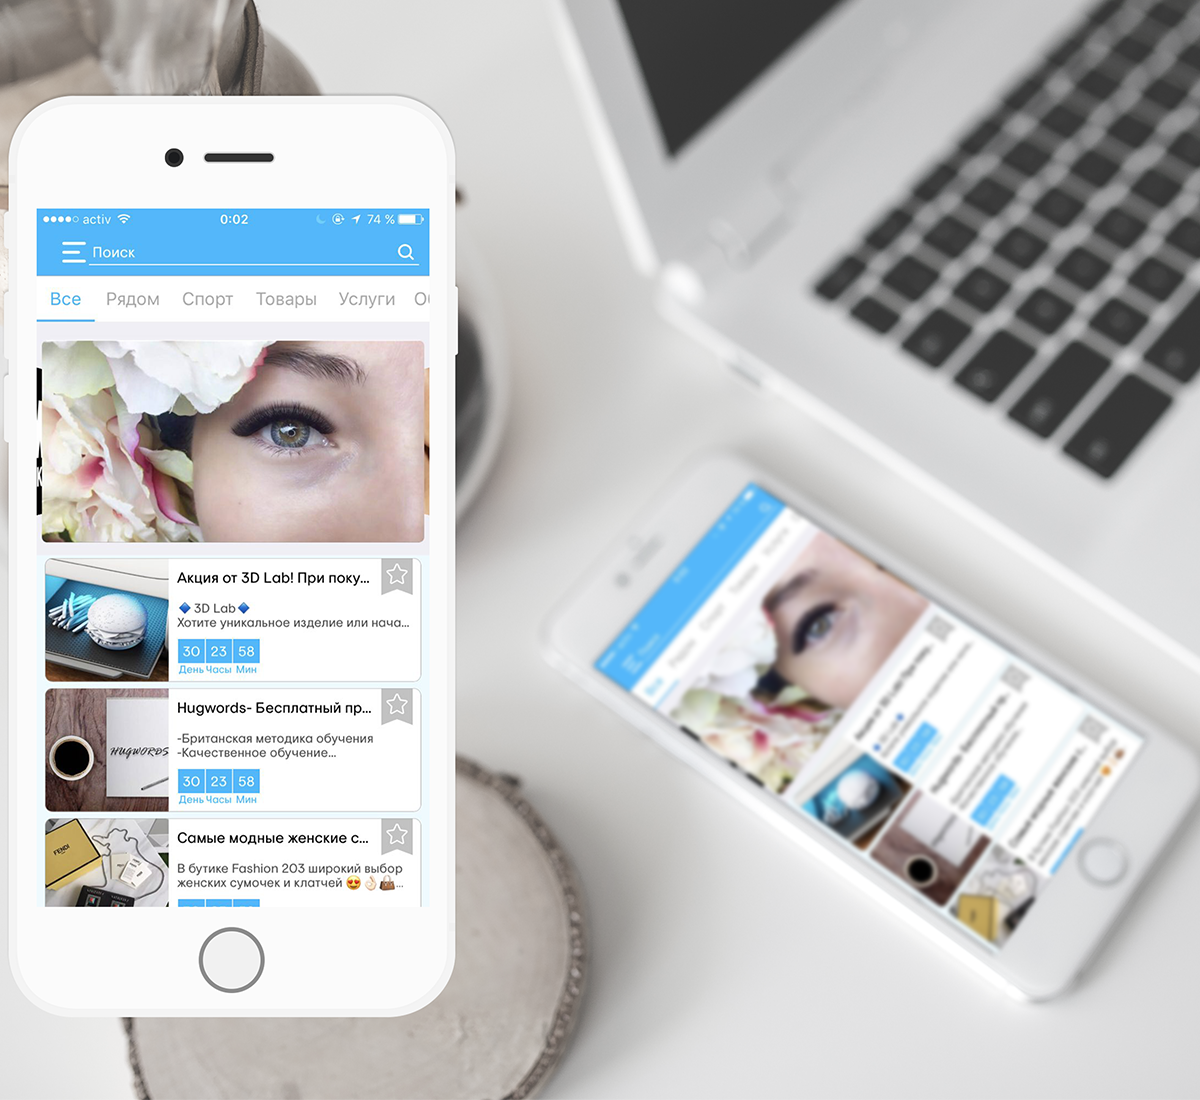 activ 0:02 74 %
Поиск
Все Рядом Спорт Товары Услуги
Акция от 3D Lab! При поку...
🔷 3D Lab🔷
Хотите уникальное изделие или нача...
30 23 58
День Часы Мин
Hugwords- Бесплатный пр...
-Британская методика обучения
-Качественное обучение...
HUGWORDS
30 23 58
День Часы Мин
Самые модные женские с...
В бутике Fashion 203 широкий выбор
женских сумочек и клатчей 😍👌🏻👜...
FENDI